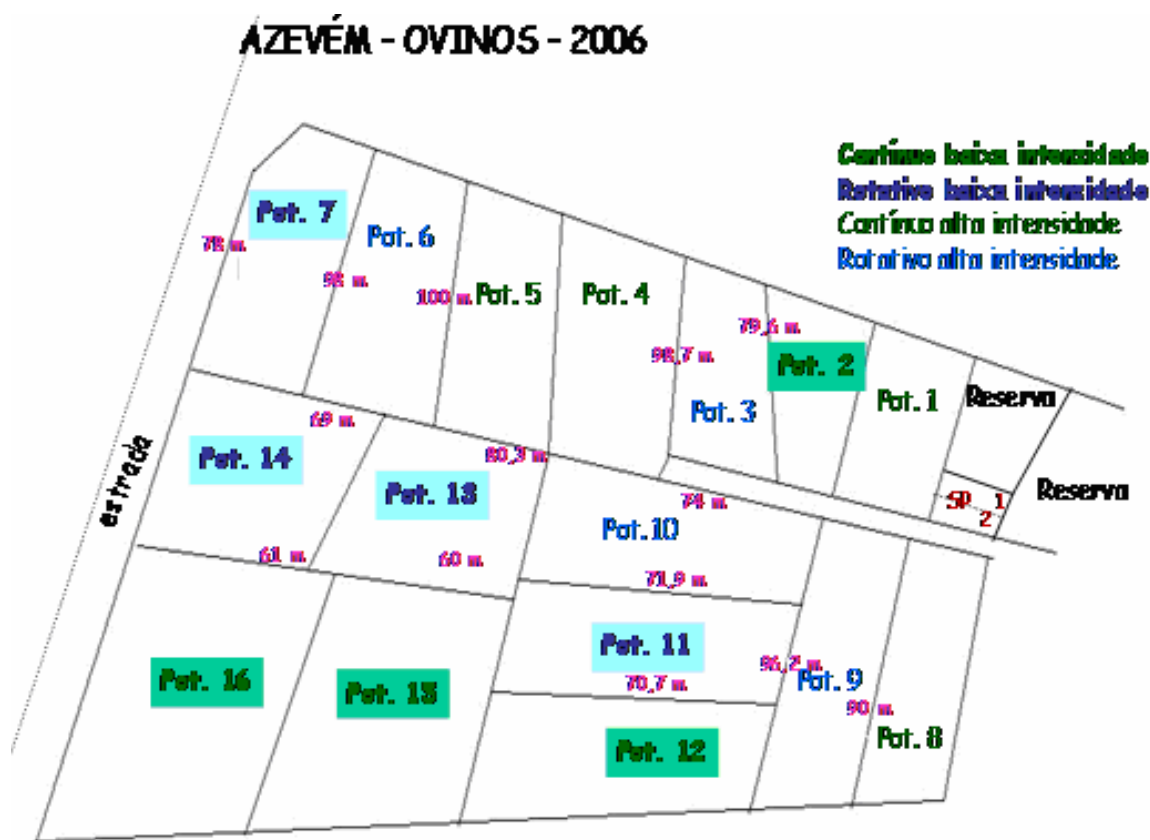 AZEVÉM - OVINOS - 2006
Contínuo baixa intensidade
Rotativo baixa intensidade
Contínuo alta intensidade
Rotativo alta intensidade
Pot. 7
Pot. 6
78 m.
98 m.
100 m.
Pot. 5
Pot. 4
79,6 m.
98,7 m.
Pot. 2
Pot. 3
Pot. 1
Reserva
Reserva
SP 1
2
69 m.
80,3 m.
Pot. 14
Pot. 13
74 m.
Pot. 10
estrada
61 m.
60 m.
71,9 m.
Pot. 11
70,7 m.
96,2 m.
Pot. 9
90 m.
Pot. 8
Pot. 16
Pot. 15
Pot. 12